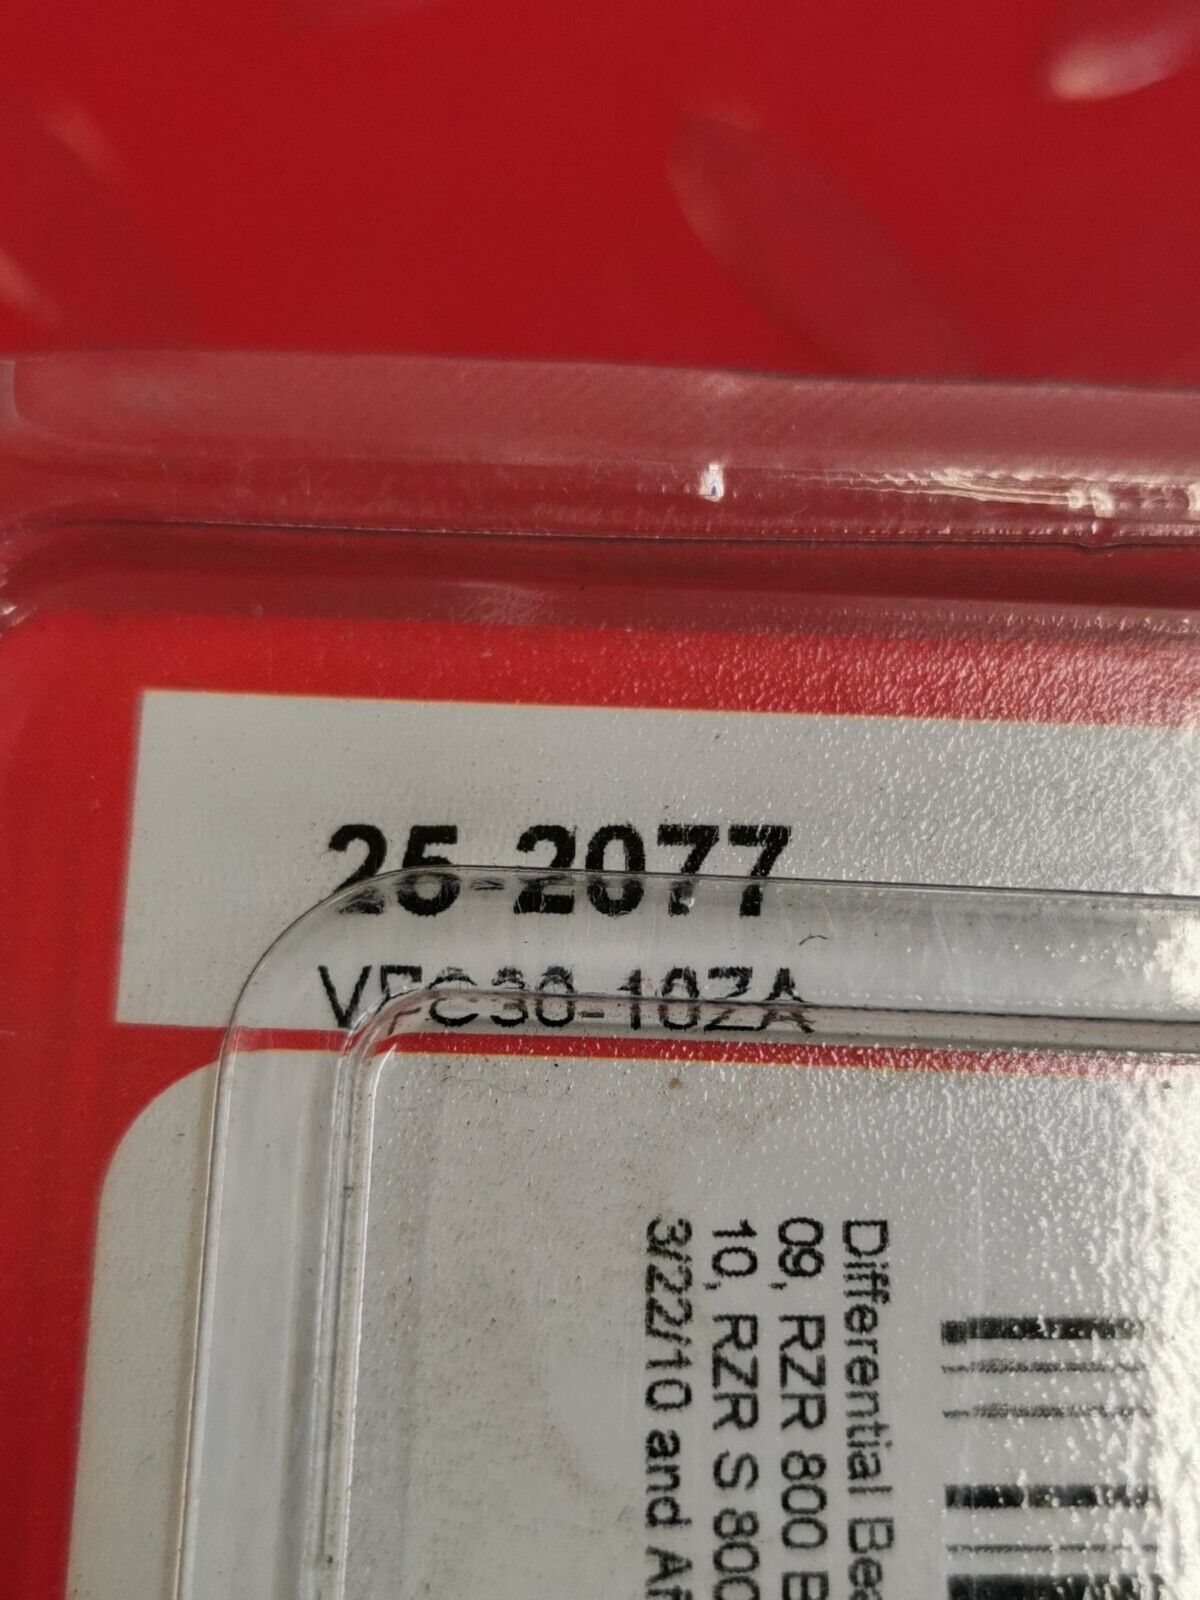 25-2077
VFC30-10ZA
Differential Bea
09, RZR 800 B
10, RZR S 800
3/22/10 and Af